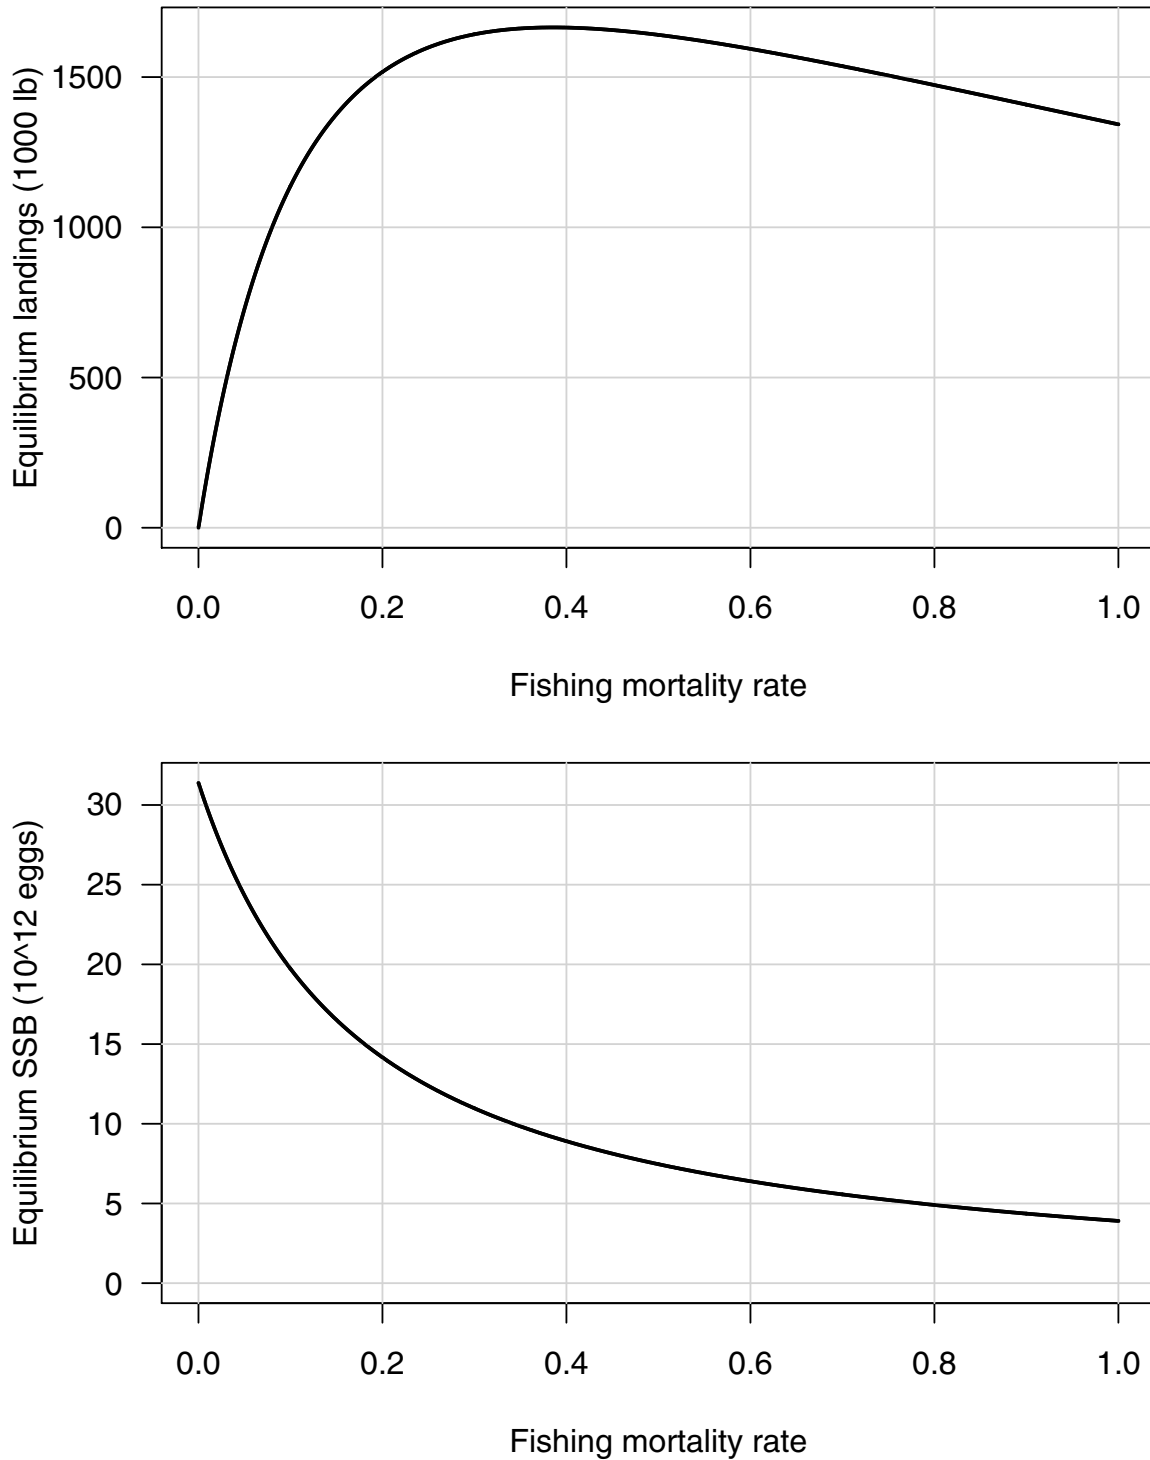 Equilibrium landings (1000 lb)
1500
1000
500
0
0.0 0.2 0.4 0.6 0.8 1.0
Fishing mortality rate
Equilibrium SSB (10^12 eggs)
30
25
20
15
10
5
0
0.0 0.2 0.4 0.6 0.8 1.0
Fishing mortality rate